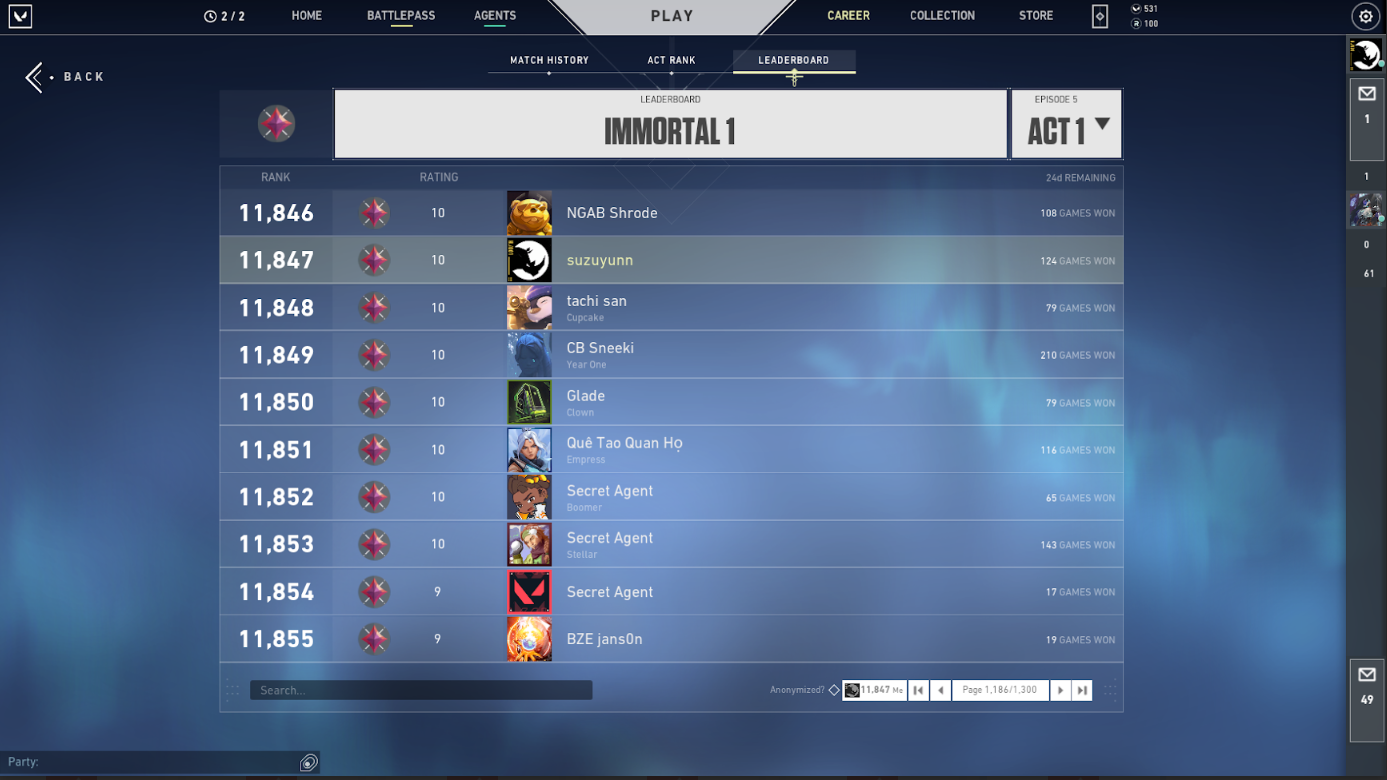 2 / 2 HOME BATTLEPASS AGENTS PLAY CAREER COLLECTION STORE 531
100
MATCH HISTORY ACT RANK LEADERBOARD
BACK
LEADERBOARD EPISODE 5
IMMORTAL 1 ACT 1
RANK RATING 24d REMAINING
11,846 10 NGAB Shrode 108 GAMES WON
11,847 10 suzuyunn 124 GAMES WON
11,848 10 tachi san 79 GAMES WON
Cupcake
11,849 10 CB Sneeki 210 GAMES WON
Year One
11,850 10 Glade 79 GAMES WON
Clown
11,851 10 Quê Tao Quan Họ 116 GAMES WON
Empress
11,852 10 Secret Agent 65 GAMES WON
Boomer
11,853 10 Secret Agent 143 GAMES WON
Stellar
11,854 9 Secret Agent 17 GAMES WON
11,855 9 BZE jans0n 19 GAMES WON
Search... Anonymized? 11,847 Me Page 1,186/1,300
1
1
0
61
49
Party: